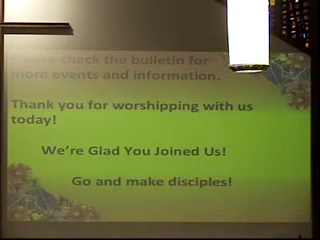 Please check the bulletin for
more events and information.
Thank you for worshipping with us
today!
We're Glad You Joined Us!
Go and make disciples!